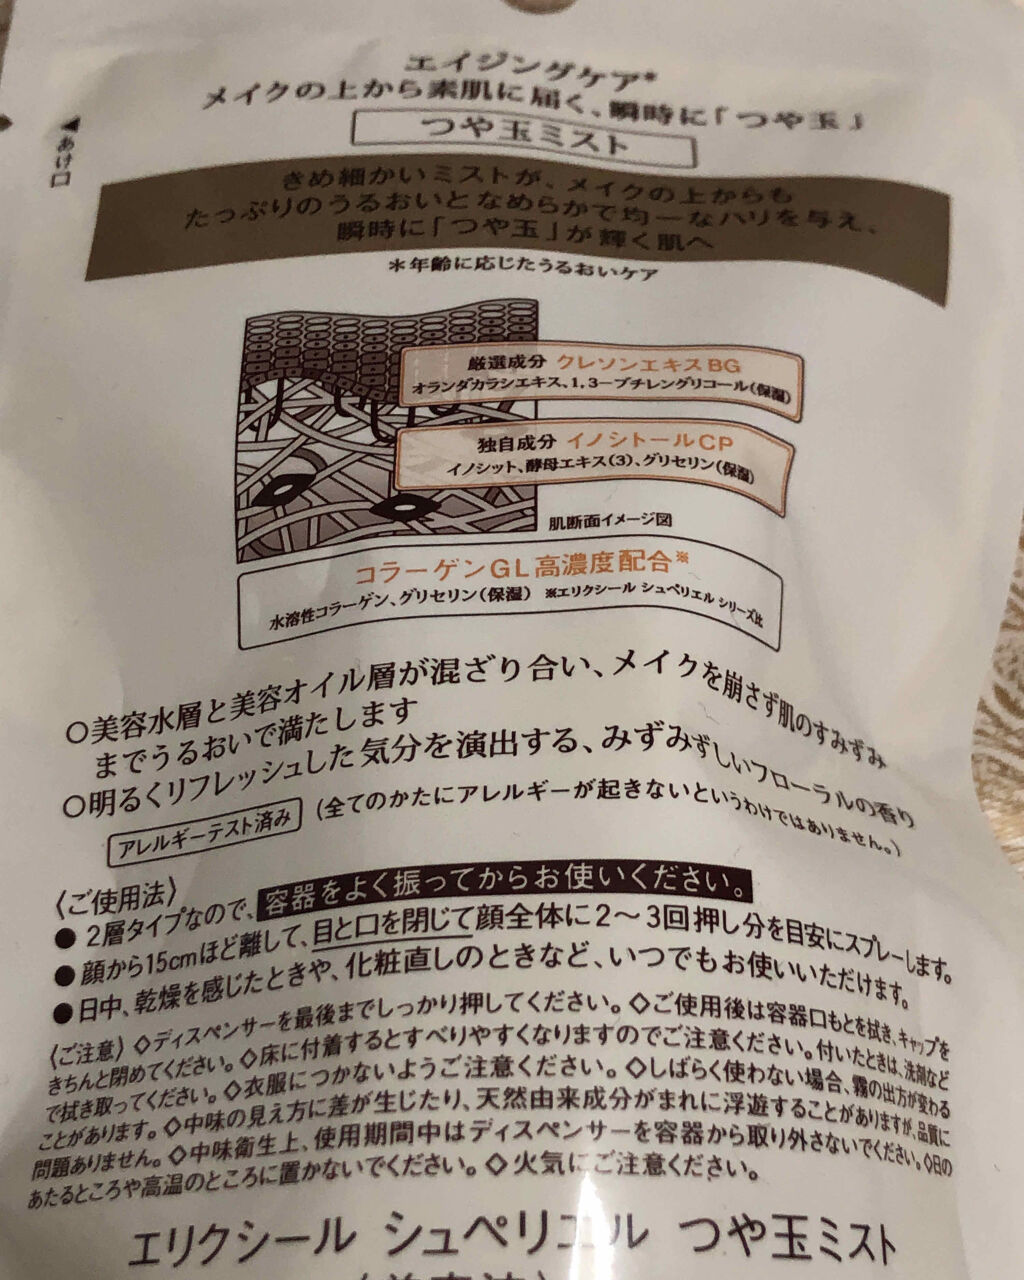 エイジングケア*
メイクの上から素肌に届く、瞬時に「つや玉」
つや玉ミスト
◀あけ口
きめ細かいミストが、メイクの上からも
たっぷりのうるおいとなめらかで均一なハリを与え、
瞬時に「つや玉」が輝く肌へ
*年齢に応じたうるおいケア
厳選成分 クレソンエキスBG
オランダカラシエキス、1,3-ブチレングリコール(保湿)
独自成分 イノシトールCP
イノシット、酵母エキス(3)、グリセリン(保湿)
肌断面イメージ図
コラーゲンGL高濃度配合※
水溶性コラーゲン、グリセリン(保湿) ※エリクシール シュペリエル シリーズ比
○美容水層と美容オイル層が混ざり合い、メイクを崩さず肌のすみずみ
までうるおいで満たします
○明るくリフレッシュした気分を演出する、みずみずしいフローラルの香り
アレルギーテスト済み (全てのかたにアレルギーが起きないというわけではありません。)
〈ご使用法〉
● 2層タイプなので、容器をよく振ってからお使いください。
● 顔から15cmほど離して、目と口を閉じて顔全体に2〜3回押し分を目安にスプレーします。
● 日中、乾燥を感じたときや、化粧直しのときなど、いつでもお使いいただけます。
〈ご注意〉◇ディスペンサーを最後までしっかり押してください。◇ご使用後は容器口もとを拭き、キャップを
きちんと閉めてください。◇床に付着するとすべりやすくなりますのでご注意ください。付いたときは、洗剤など
で拭き取ってください。◇衣服につかないようご注意ください。◇しばらく使わない場合、霧の出方が変わる
ことがあります。◇中味の見え方に差が生じたり、天然由来成分がまれに浮遊することがありますが、品質に
問題ありません。◇中味衛生上、使用期間中はディスペンサーを容器から取り外さないでください。◇日の
あたるところや高温のところに置かないでください。◇火気にご注意ください。
エリクシール シュペリエル つや玉ミスト